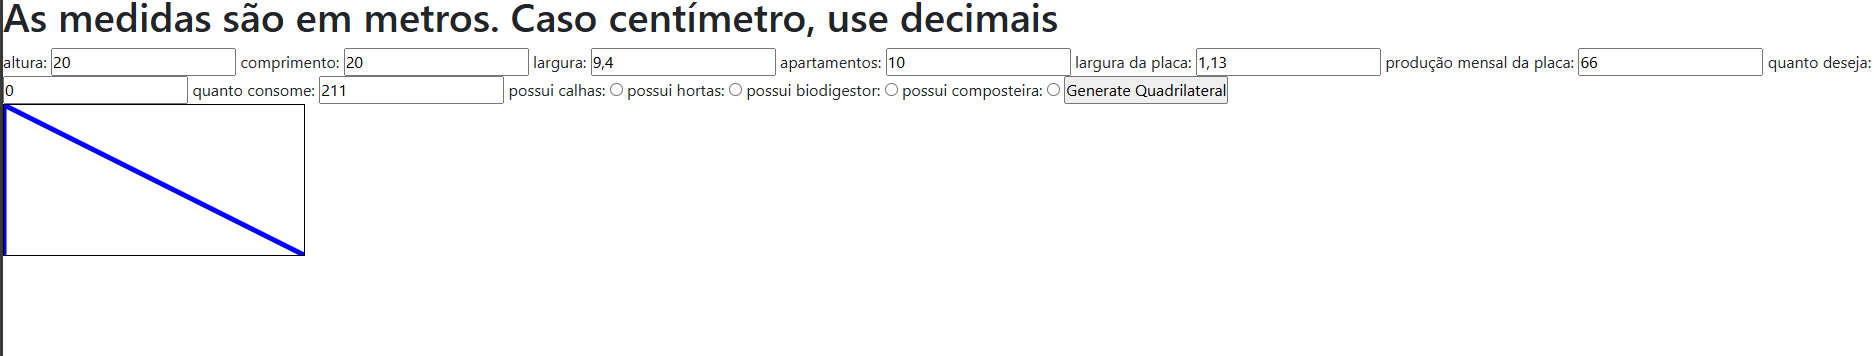 As medidas são em metros. Caso centímetro, use decimais
altura: 20 comprimento: 20 largura: 9,4 apartamentos: 10 largura da placa: 1,13 produção mensal da placa: 66 quanto deseja:
0 quanto consome: 211 possui calhas: possui hortas: possui biodigestor: possui composteira: Generate Quadrilateral